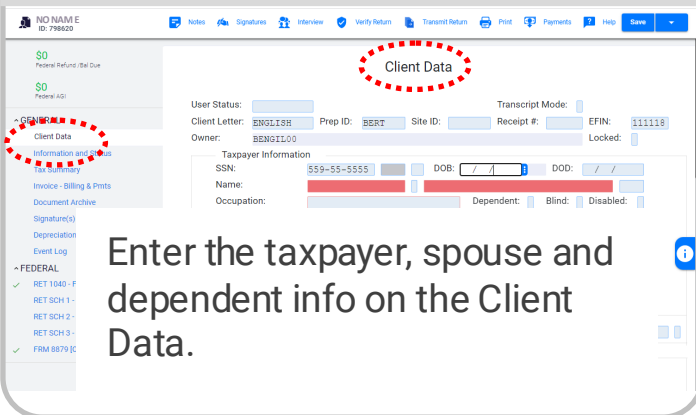 NO NAME
ID: 798620
Notes Signatures Interview Verify Return Transmit Return Print Payments Help Save
$0
Federal Refund /Bal Due
$0
Federal AGI
GENERAL
Client Data
Information and Status
Tax Summary
Invoice - Billing & Pmts
Document Archive
Signature(s)
Depreciation
Event Log
FEDERAL
RET 1040 - F
RET SCH 1 -
RET SCH 2 -
RET SCH 3 -
FRM 8879 [
Client Data
User Status: Transcript Mode:
Client Letter: ENGLISH Prep ID: BERT Site ID: Receipt #: EFIN: 111118
Owner: BENGIL00 Locked:
Taxpayer Information
SSN: 559-55-5555 DOB: / / DOD: / /
Name:
Occupation: Dependent: Blind: Disabled:
Enter the taxpayer, spouse and
dependent info on the Client
Data.